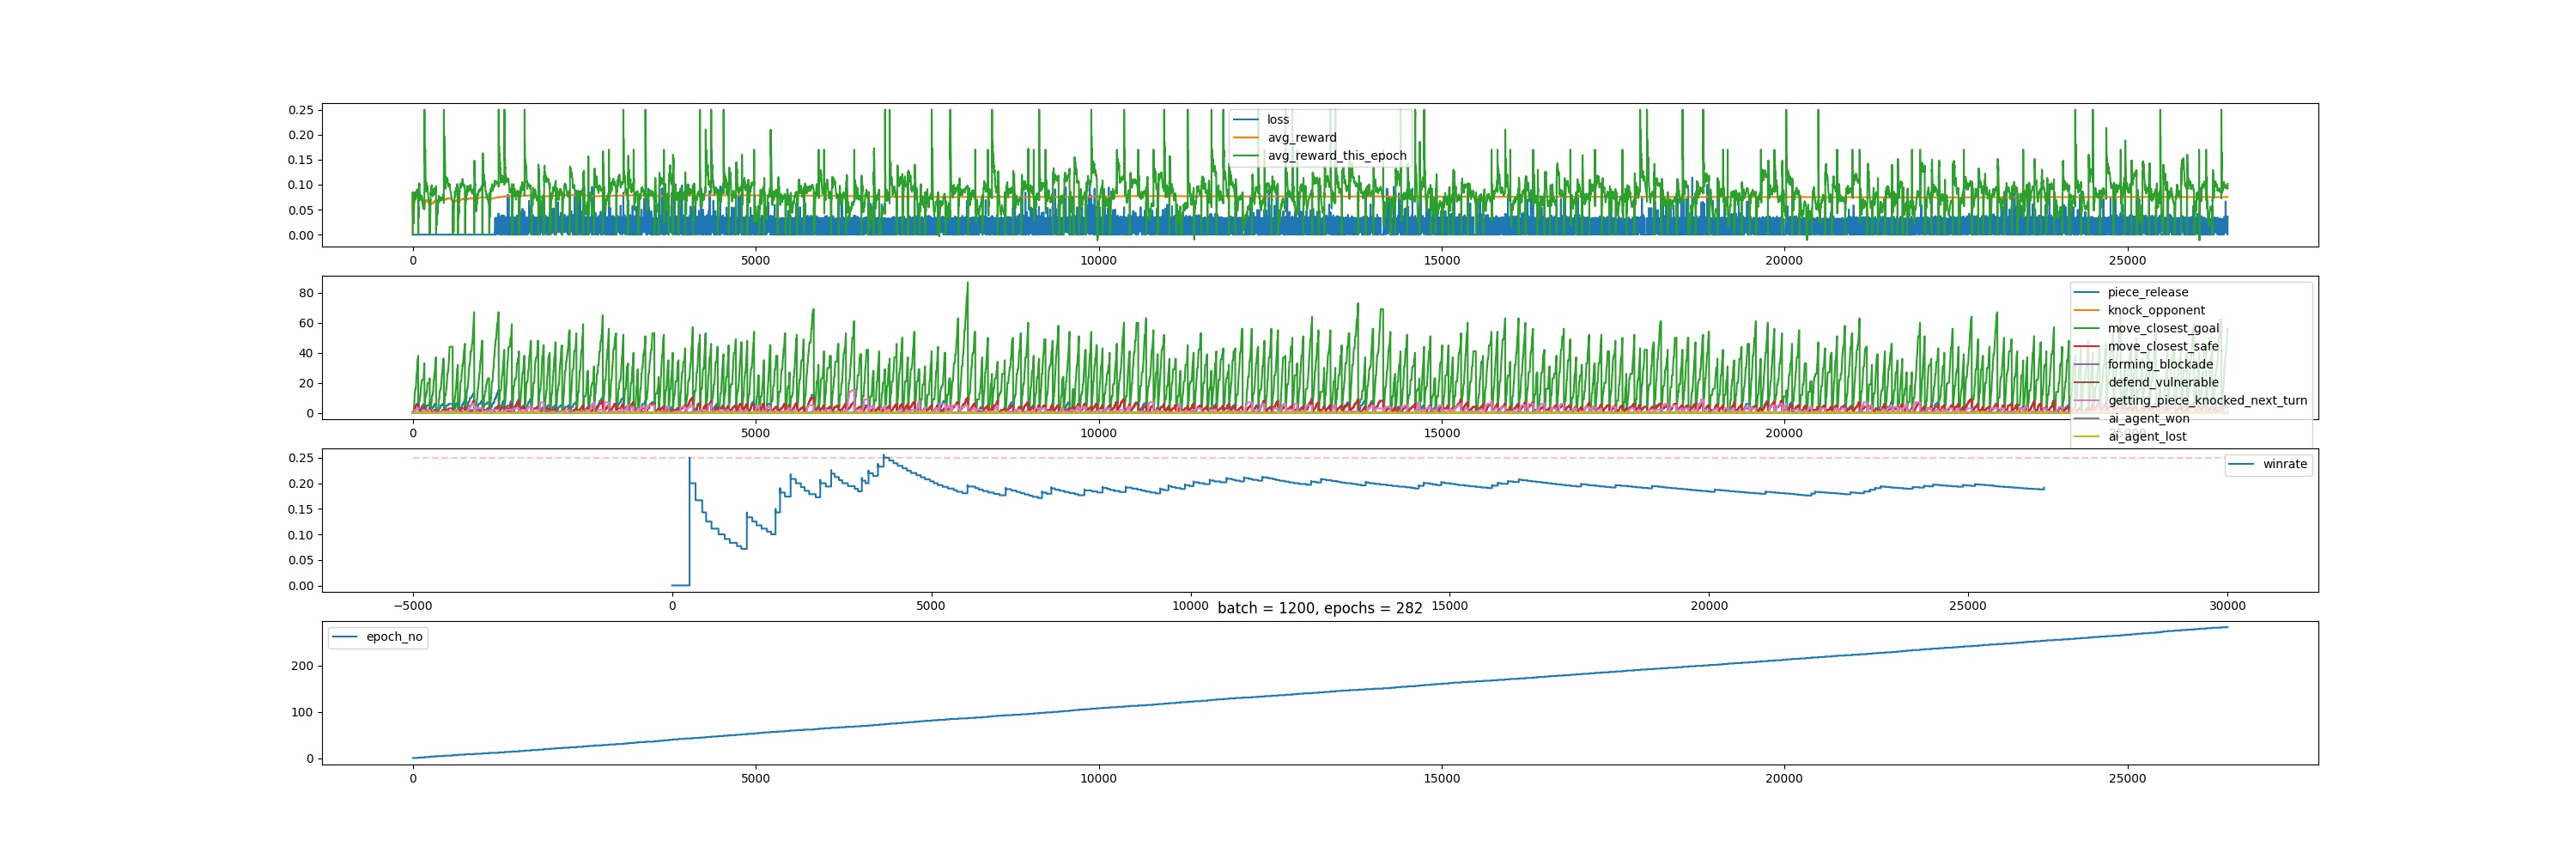 0.25
0.20
0.15
0.10
0.05
0.00
loss
avg_reward
avg_reward_this_epoch
0 5000 10000 15000 20000 25000
80
60
40
20
0
piece_release
knock_opponent
move_closest_goal
move_closest_safe
forming_blockade
defend_vulnerable
getting_piece_knocked_next_turn
ai_agent_won
ai_agent_lost
0 5000 10000 15000 20000 25000
0.25
0.20
0.15
0.10
0.05
0.00
winrate
−5000 0 5000 10000 15000 20000 25000 30000
batch = 1200, epochs = 282
epoch_no
200
100
0
0 5000 10000 15000 20000 25000